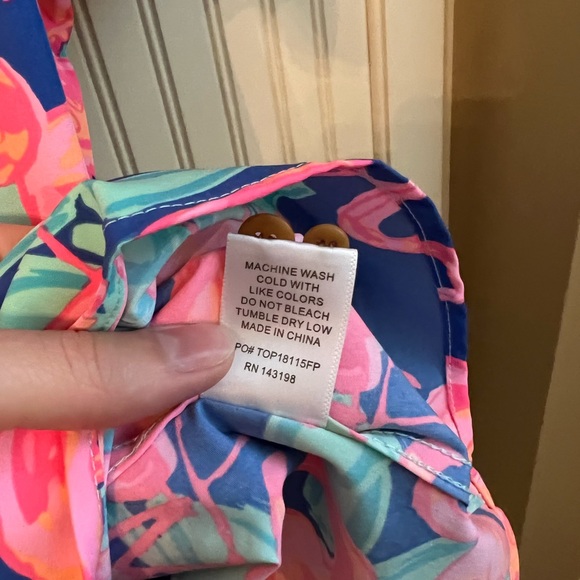 MACHINE WASH
COLD WITH
LIKE COLORS
DO NOT BLEACH
TUMBLE DRY LOW
MADE IN CHINA
PO# TOP18115FP
RN 143198